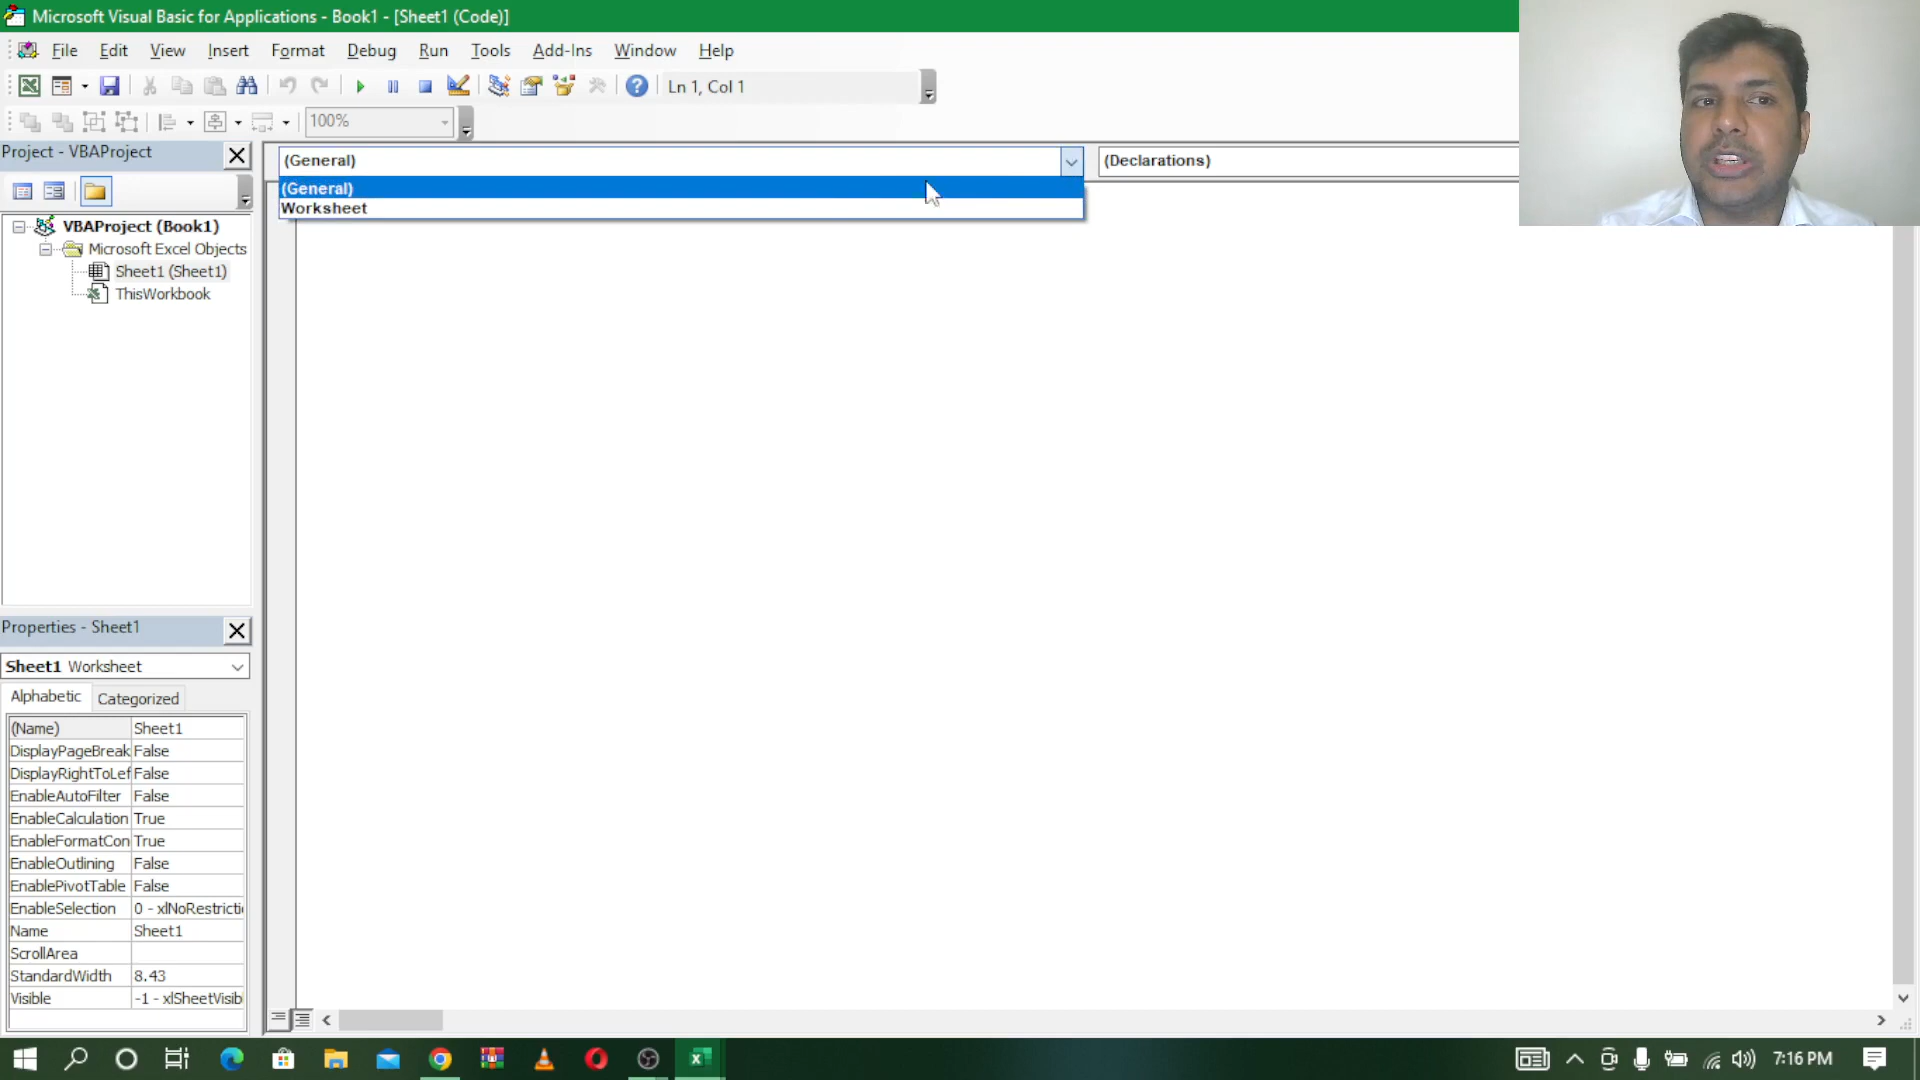 Microsoft Visual Basic for Applications - Book1 - [Sheet1 (Code)]
File Edit View Insert Format Debug Run Tools Add-Ins Window Help
Ln 1, Col 1
100%
Project - VBAProject
(General) (Declarations)
(General)
Worksheet
VBAProject (Book1)
Microsoft Excel Objects
Sheet1 (Sheet1)
ThisWorkbook
Properties - Sheet1
Sheet1 Worksheet
Alphabetic Categorized
(Name) Sheet1
DisplayPageBreak False
DisplayRightToLef False
EnableAutoFilter False
EnableCalculation True
EnableFormatCon True
EnableOutlining False
EnablePivotTable False
EnableSelection 0 - xlNoRestricti
Name Sheet1
ScrollArea
StandardWidth 8.43
Visible -1 - xlSheetVisib
7:16 PM